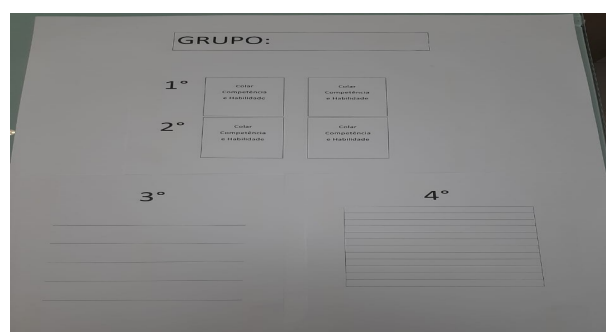 GRUPO:
1°
Colar
Competência
e Habilidade
Colar
Competência
e Habilidade
2°
Colar
Competência
e Habilidade
Colar
Competência
e Habilidade
3°
4°